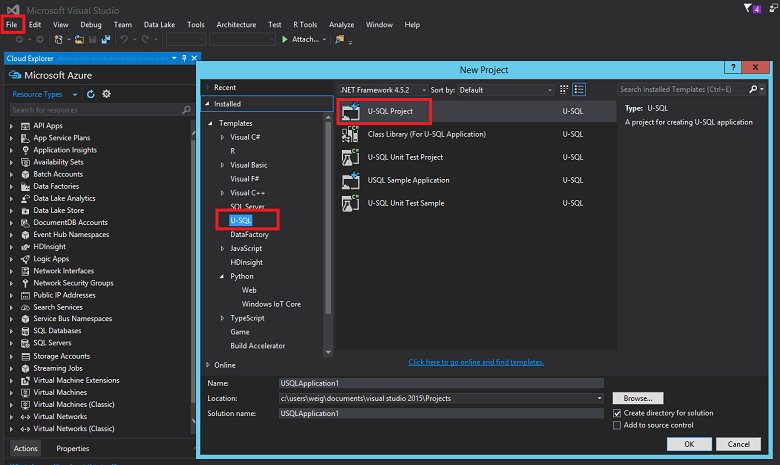 Microsoft Visual Studio
4
File Edit View Debug Team Data Lake Tools Architecture Test R Tools Analyze Window Help
Attach...
Cloud Explorer
Microsoft Azure
Resource Types
Search for resources
API Apps
App Service Plans
Application Insights
Availability Sets
Batch Accounts
Data Factories
Data Lake Analytics
Data Lake Store
DocumentDB Accounts
Event Hub Namespaces
HDInsight
Logic Apps
Network Interfaces
Network Security Groups
Public IP Addresses
Search Services
Service Bus Namespaces
SQL Databases
SQL Servers
Storage Accounts
Streaming Jobs
Virtual Machine Extensions
Virtual Machines
Virtual Machines (Classic)
Virtual Networks
Virtual Networks (Classic)
Actions Properties
New Project
? X
Recent
Installed
Templates
Visual C#
R
Visual Basic
Visual F#
Visual C++
SQL Server
U-SQL
DataFactory
JavaScript
HDInsight
Python
Web
Windows IoT Core
TypeScript
Game
Build Accelerator
Online
.NET Framework 4.5.2 Sort by: Default
Search Installed Templates (Ctrl+E)
U-SQL Project U-SQL
Class Library (For U-SQL Application) U-SQL
U-SQL Unit Test Project U-SQL
USQL Sample Application U-SQL
U-SQL Unit Test Sample U-SQL
Type: U-SQL
A project for creating U-SQL application
Click here to go online and find templates.
Name: USQLApplication1
Location: c:\users\weig\documents\visual studio 2015\Projects Browse...
Solution name: USQLApplication1
Create directory for solution
Add to source control
OK Cancel